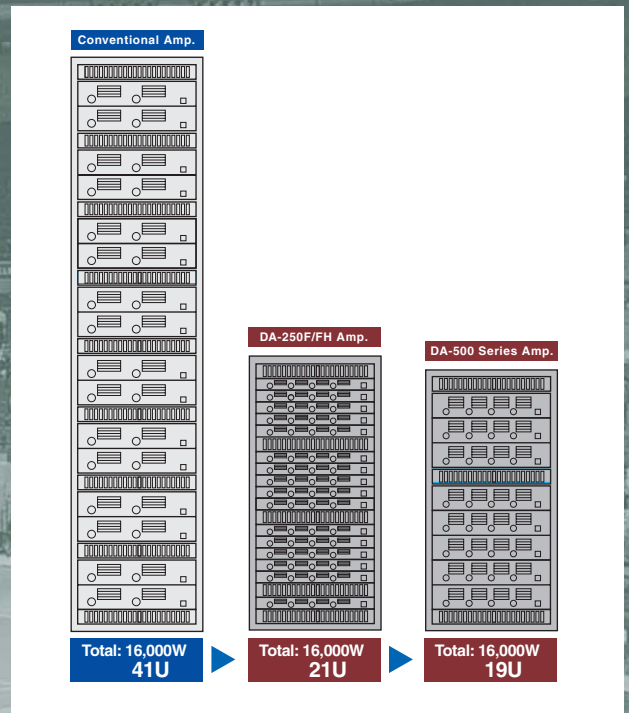 Conventional Amp.
DA-250F/FH Amp.
DA-500 Series Amp.
Total: 16,000W
41U
Total: 16,000W
21U
Total: 16,000W
19U